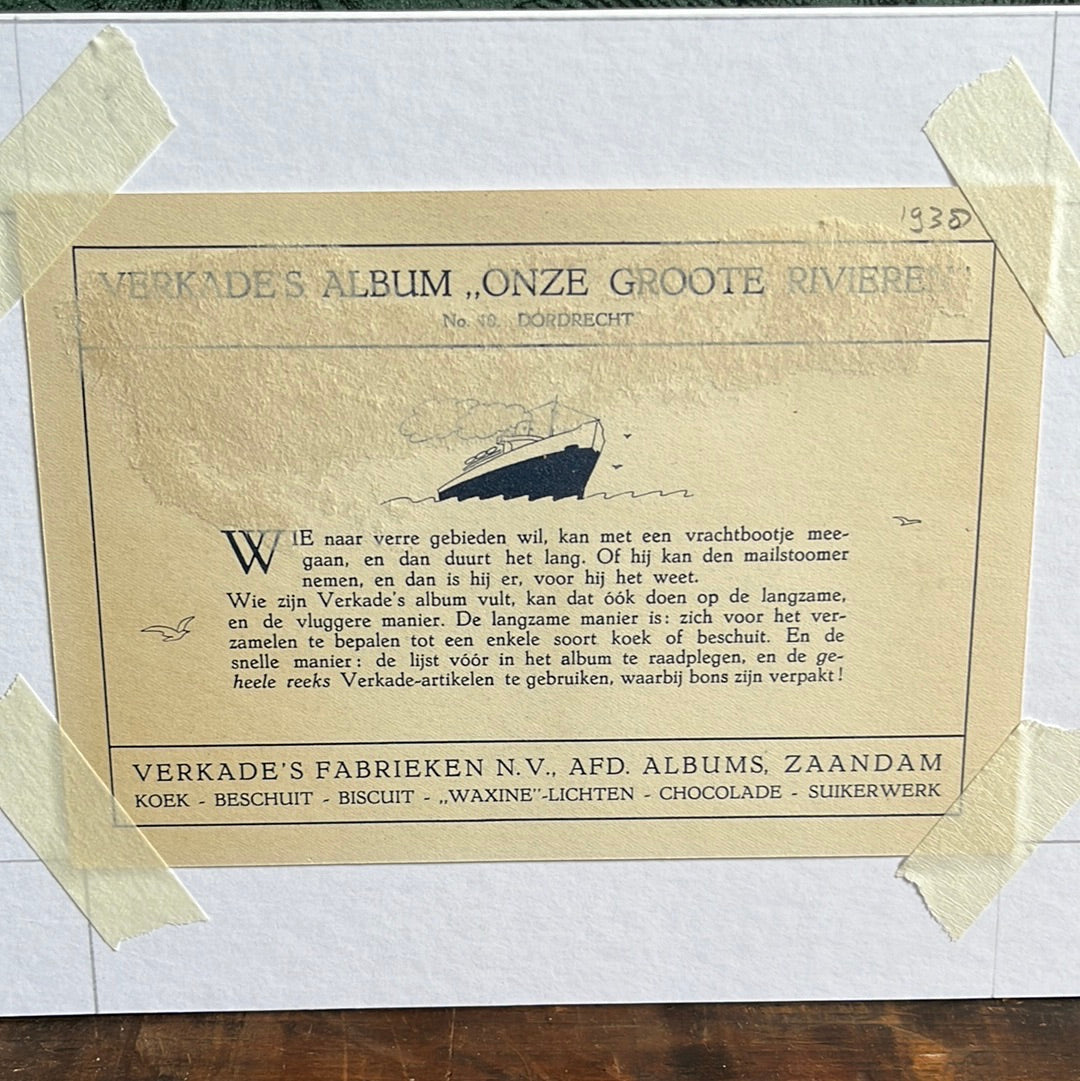 1938
VERKADE'S ALBUM „ONZE GROOTE RIVIEREN"
No. 10. DORDRECHT
WIE naar verre gebieden wil, kan met een vrachtbootje mee-
gaan, en dan duurt het lang. Of hij kan den mailstoomer
nemen, en dan is hij er, voor hij het weet.
Wie zijn Verkade's album vult, kan dat óók doen op de langzame,
en de vluggere manier. De langzame manier is: zich voor het ver-
zamelen te bepalen tot een enkele soort koek of beschuit. En de
snelle manier: de lijst vóór in het album te raadplegen, en de ge-
heele reeks Verkade-artikelen te gebruiken, waarbij bons zijn verpakt!
VERKADE'S FABRIEKEN N.V., AFD. ALBUMS, ZAANDAM
KOEK - BESCHUIT - BISCUIT - „WAXINE"-LICHTEN - CHOCOLADE - SUIKERWERK